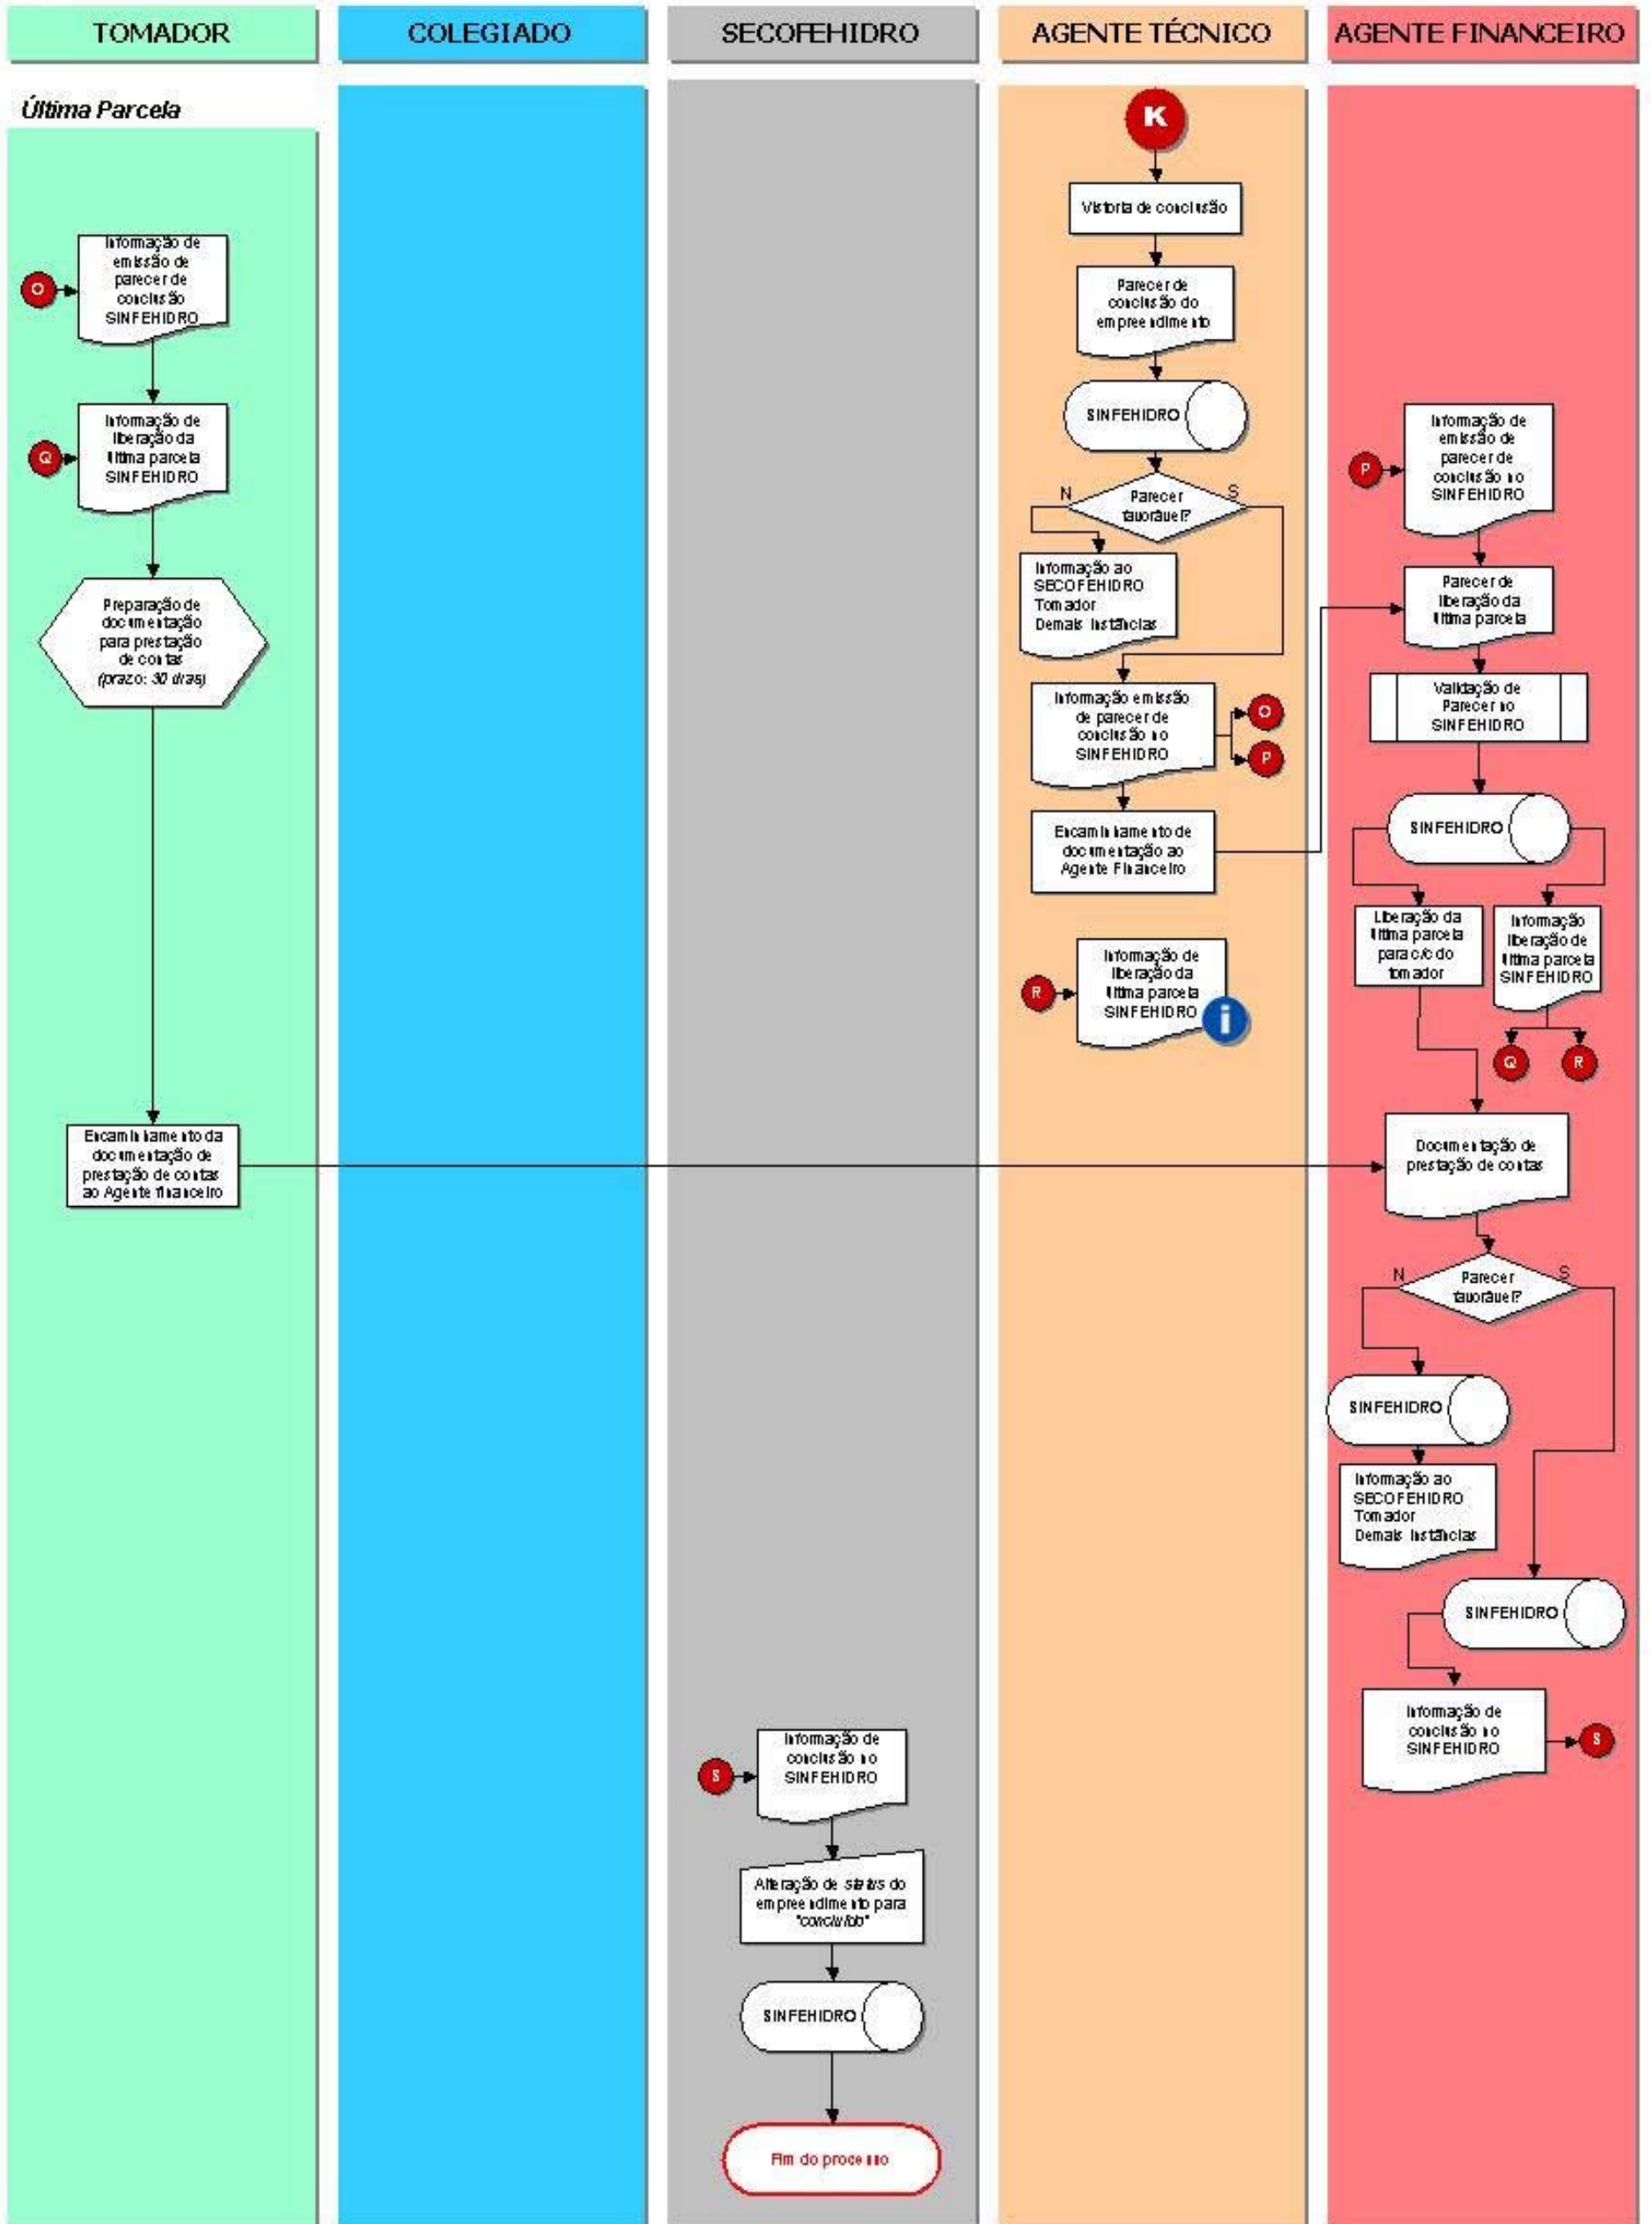 TOMADOR
COLEGIADO
SECOFEHIDRO
AGENTE TÉCNICO
AGENTE FINANCEIRO
Última Parcela
O
Informação de
emissão de
parecer de
conclusão
SINFEHIDRO
Q
Informação de
liberação da
última parcela
SINFEHIDRO
Preparação de
documentação
para prestação
de contas
(prazo: 30 dias)
Encaminhamento da
documentação de
prestação de contas
ao Agente financeiro
S
Informação de
conclusão no
SINFEHIDRO
Alteração de status do
empreendimento para
"concluído"
SINFEHIDRO
Fim do processo
K
Vistoria de conclusão
Parecer de
conclusão do
empreendimento
SINFEHIDRO
N
Parecer
favorável?
S
Informação ao
SECOFEHIDRO
Tomador
Demais Instâncias
Informação emissão
de parecer de
conclusão no
SINFEHIDRO
O
P
Encaminhamento de
documentação ao
Agente Financeiro
R
Informação de
liberação da
última parcela
SINFEHIDRO
i
P
Informação de
emissão de
parecer de
conclusão no
SINFEHIDRO
Parecer de
liberação da
última parcela
Validação de
Parecer no
SINFEHIDRO
SINFEHIDRO
Liberação da
última parcela
para c/c do
tomador
Informação
liberação de
última parcela
SINFEHIDRO
Q
R
Documentação de
prestação de contas
N
Parecer
favorável?
S
SINFEHIDRO
Informação ao
SECOFEHIDRO
Tomador
Demais Instâncias
SINFEHIDRO
Informação de
conclusão no
SINFEHIDRO
S